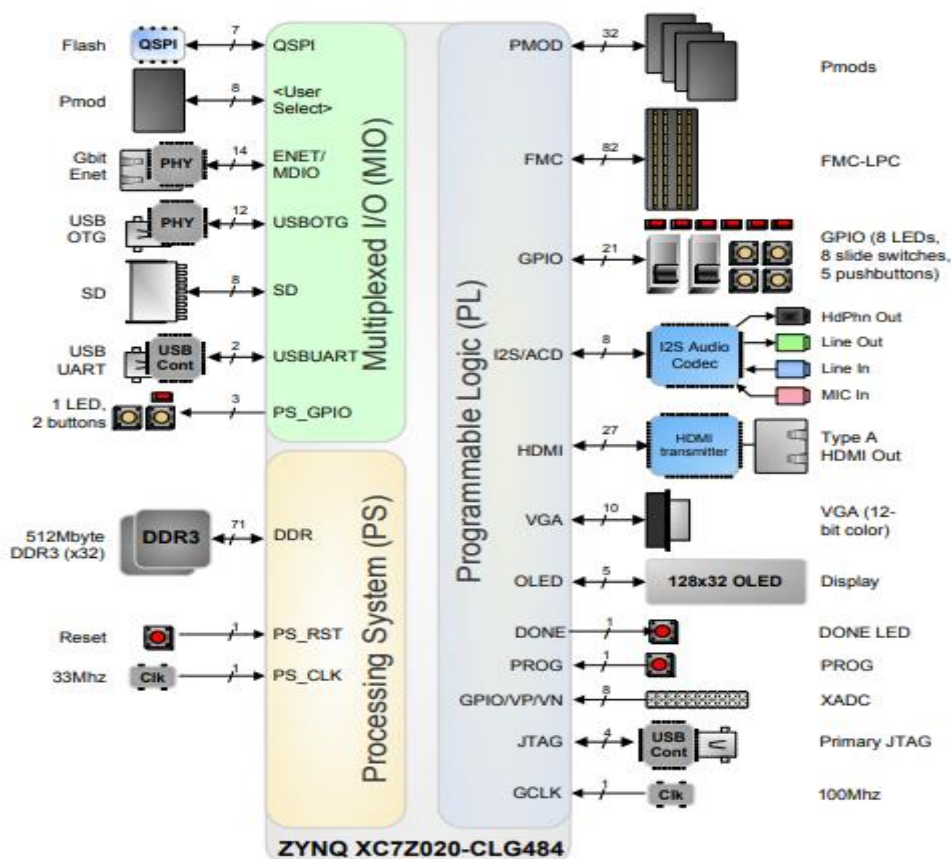 Flash
QSPI
7
QSPI
Pmod
8
<User
Select>
Gbit
Enet
PHY
14
ENET/
MDIO
USB
OTG
PHY
12
USBOTG
SD
8
SD
USB
UART
USB
Cont
2
USBUART
1 LED,
2 buttons
3
PS_GPIO
Multiplexed I/O (MIO)
512Mbyte
DDR3 (x32)
DDR3
71
DDR
Reset
1
PS_RST
33Mhz
Clk
1
PS_CLK
Processing System (PS)
Programmable Logic (PL)
PMOD
32
Pmods
FMC
82
FMC-LPC
GPIO
21
GPIO (8 LEDs,
8 slide switches,
5 pushbuttons)
I2S/ACD
8
I2S Audio
Codec
HdPhn Out
Line Out
Line In
MIC In
HDMI
27
HDMI
transmitter
Type A
HDMI Out
VGA
10
VGA (12-
bit color)
OLED
5
128x32 OLED
Display
DONE
1
DONE LED
PROG
1
PROG
GPIO/VP/VN
8
XADC
JTAG
4
USB
Cont
Primary JTAG
GCLK
1
Clk
100Mhz
ZYNQ XC7Z020-CLG484